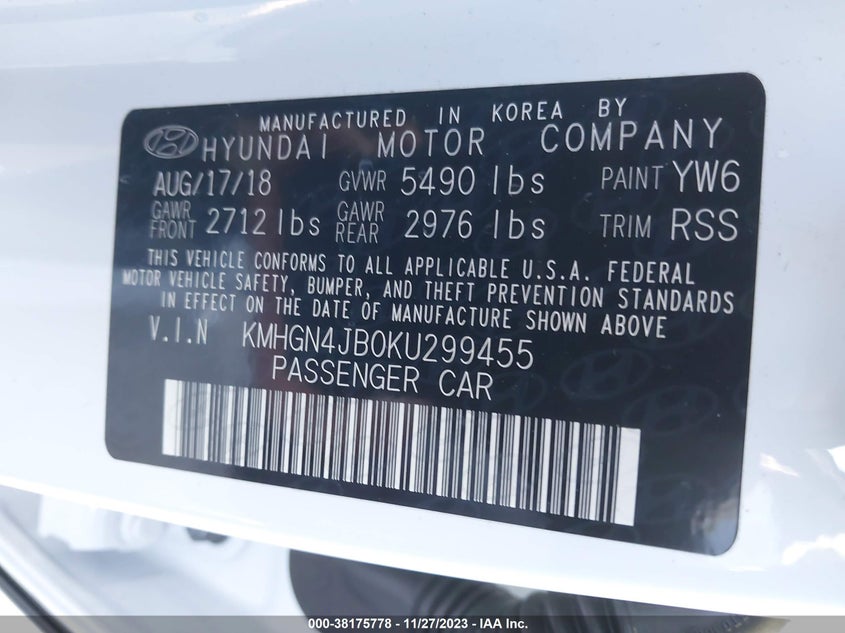 MANUFACTURED IN KOREA BY
HYUNDAI MOTOR COMPANY
AUG/17/18 GVWR 5490 lbs PAINT YW6
GAWR FRONT 2712 lbs GAWR REAR 2976 lbs TRIM RSS
THIS VEHICLE CONFORMS TO ALL APPLICABLE U.S.A. FEDERAL
MOTOR VEHICLE SAFETY, BUMPER, AND THEFT PREVENTION STANDARDS
IN EFFECT ON THE DATE OF MANUFACTURE SHOWN ABOVE
V.I.N KMHGN4JB0KU299455
PASSENGER CAR
000-38175778 | 11/27/2023 | IAA Inc.